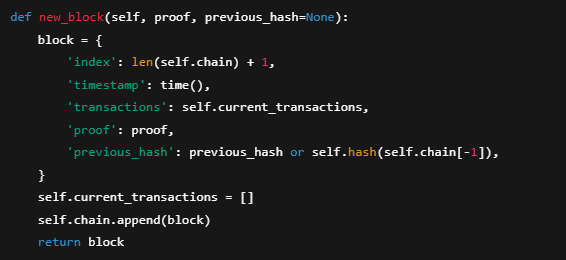 def new_block(self, proof, previous_hash=None):
    block = {
        'index': len(self.chain) + 1,
        'timestamp': time(),
        'transactions': self.current_transactions,
        'proof': proof,
        'previous_hash': previous_hash or self.hash(self.chain[-1]),
    }
    self.current_transactions = []
    self.chain.append(block)
    return block